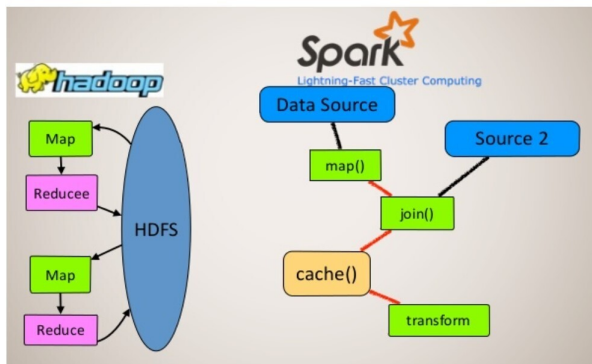 hadoop
Map
Reducee
HDFS
Map
Reduce
Spark
Lightning-Fast Cluster Computing
Data Source
Source 2
map()
join()
cache()
transform